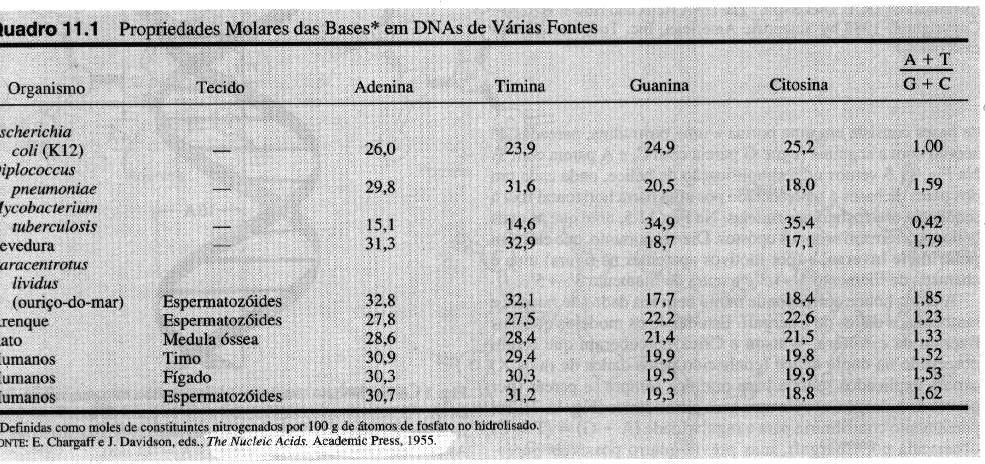 uadro 11.1 Propriedades Molares das Bases* em DNAs de Várias Fontes
A + T
Organismo Tecido Adenina Timina Guanina Citosina G + C
scherichia
coli (K12) — 26,0 23,9 24,9 25,2 1,00
iplococcus
pneumoniae — 29,8 31,6 20,5 18,0 1,59
ycobacterium
tuberculosis — 15,1 14,6 34,9 35,4 0,42
evedura — 31,3 32,9 18,7 17,1 1,79
aracentrotus
lividus
(ouriço-do-mar) Espermatozóides 32,8 32,1 17,7 18,4 1,85
renque Espermatozóides 27,8 27,5 22,2 22,6 1,23
ato Medula óssea 28,6 28,4 21,4 21,5 1,33
umanos Timo 30,9 29,4 19,9 19,8 1,52
umanos Fígado 30,3 30,3 19,5 19,9 1,53
umanos Espermatozóides 30,7 31,2 19,3 18,8 1,62
Definidas como moles de constituintes nitrogenados por 100 g de átomos de fosfato no hidrolisado.
ONTE: E. Chargaff e J. Davidson, eds., The Nucleic Acids. Academic Press, 1955.